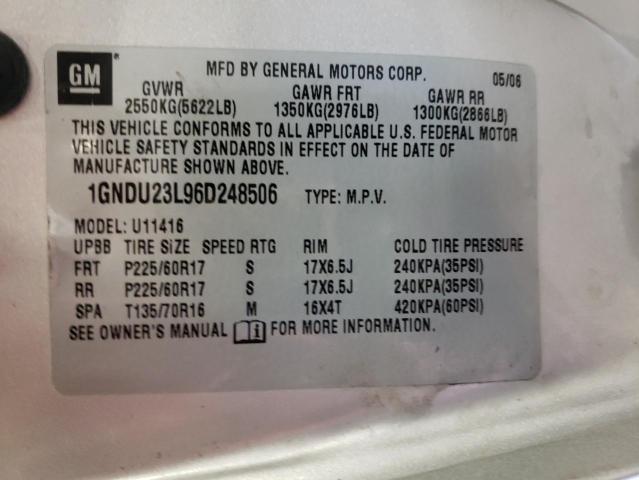 GM MFD BY GENERAL MOTORS CORP. 05/06
GVWR GAWR FRT GAWR RR
2550KG(5622LB) 1350KG(2976LB) 1300KG(2866LB)
THIS VEHICLE CONFORMS TO ALL APPLICABLE U.S. FEDERAL MOTOR
VEHICLE SAFETY STANDARDS IN EFFECT ON THE DATE OF
MANUFACTURE SHOWN ABOVE.
1GNDU23L96D248506 TYPE: M.P.V.
MODEL: U11416
UPBB TIRE SIZE SPEED RTG RIM COLD TIRE PRESSURE
FRT P225/60R17 S 17X6.5J 240KPA(35PSI)
RR P225/60R17 S 17X6.5J 240KPA(35PSI)
SPA T135/70R16 M 16X4T 420KPA(60PSI)
SEE OWNER'S MANUAL i FOR MORE INFORMATION.